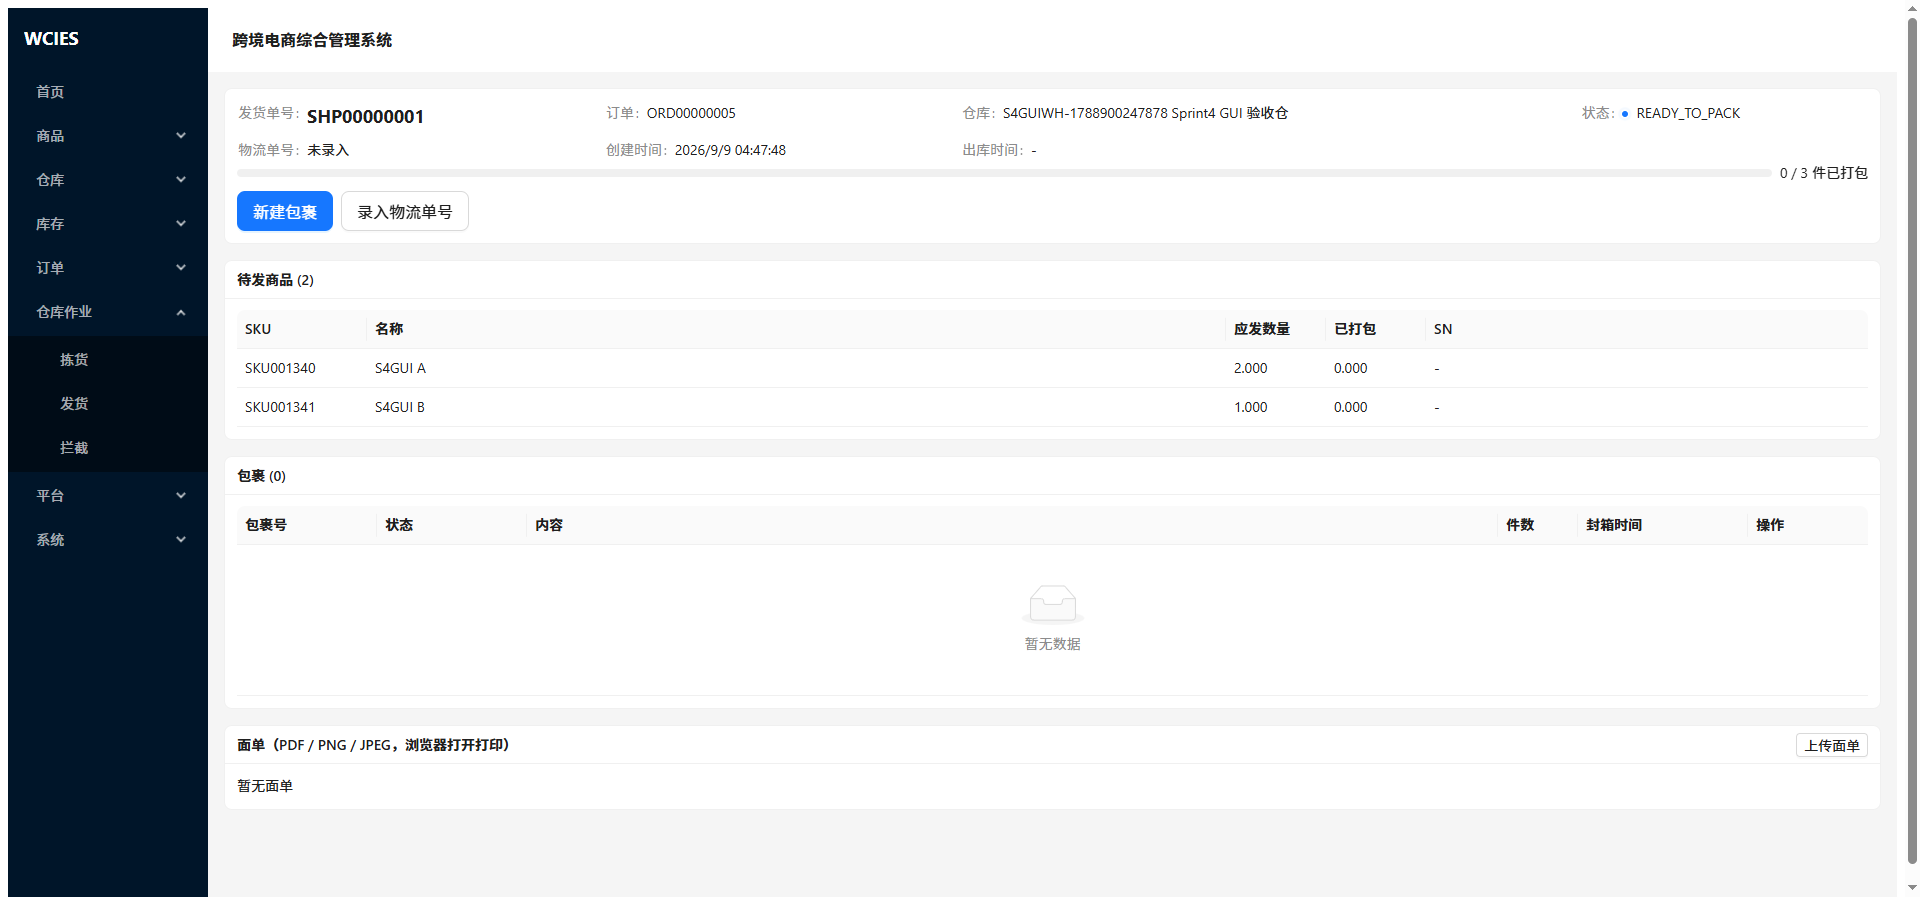 WCIES
跨境电商综合管理系统
首页
商品
仓库
库存
订单
仓库作业
拣货
发货
拦截
平台
系统
发货单号： SHP00000001
订单： ORD00000005
仓库： S4GUIWH-1788900247878 Sprint4 GUI 验收仓
状态： READY_TO_PACK
物流单号： 未录入
创建时间： 2026/9/9 04:47:48
出库时间： -
0 / 3 件已打包
新建包裹
录入物流单号
待发商品 (2)
SKU 名称 应发数量 已打包 SN
SKU001340 S4GUI A 2.000 0.000 -
SKU001341 S4GUI B 1.000 0.000 -
包裹 (0)
包裹号 状态 内容 件数 封箱时间 操作
暂无数据
面单（PDF / PNG / JPEG，浏览器打开打印）
上传面单
暂无面单